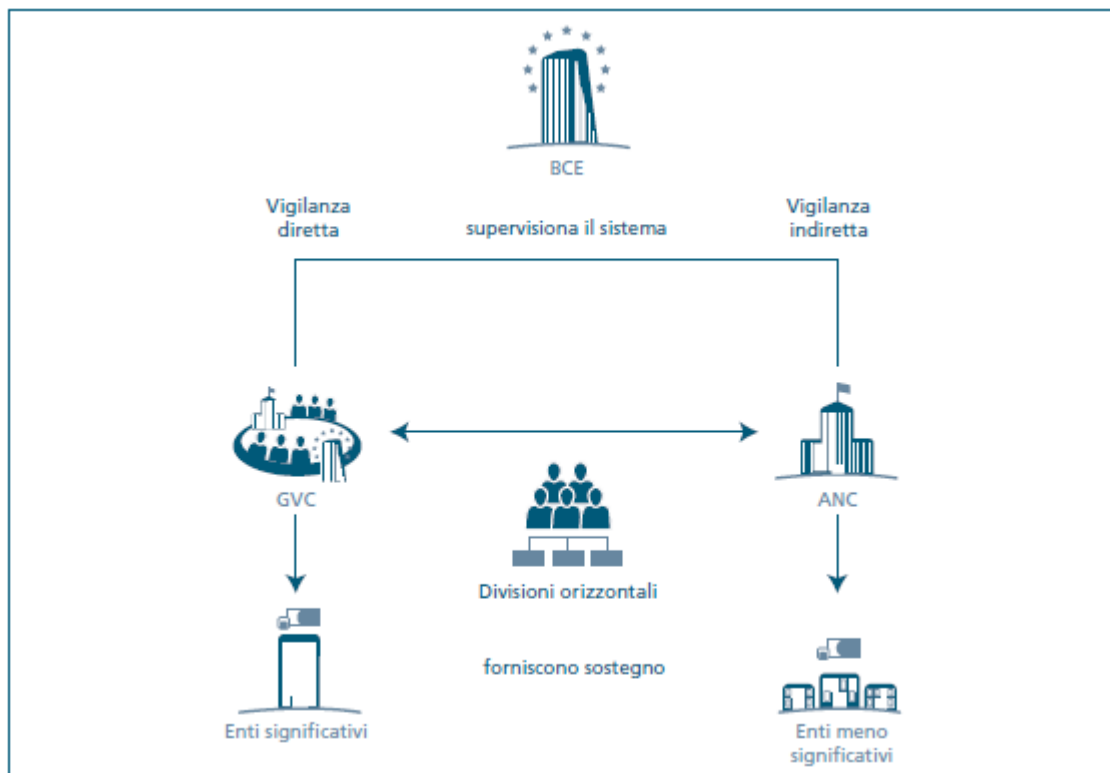 BCE
Vigilanza
diretta
supervisiona il sistema
Vigilanza
indiretta
GVC
ANC
Divisioni orizzontali
forniscono sostegno
Enti significativi
Enti meno
significativi